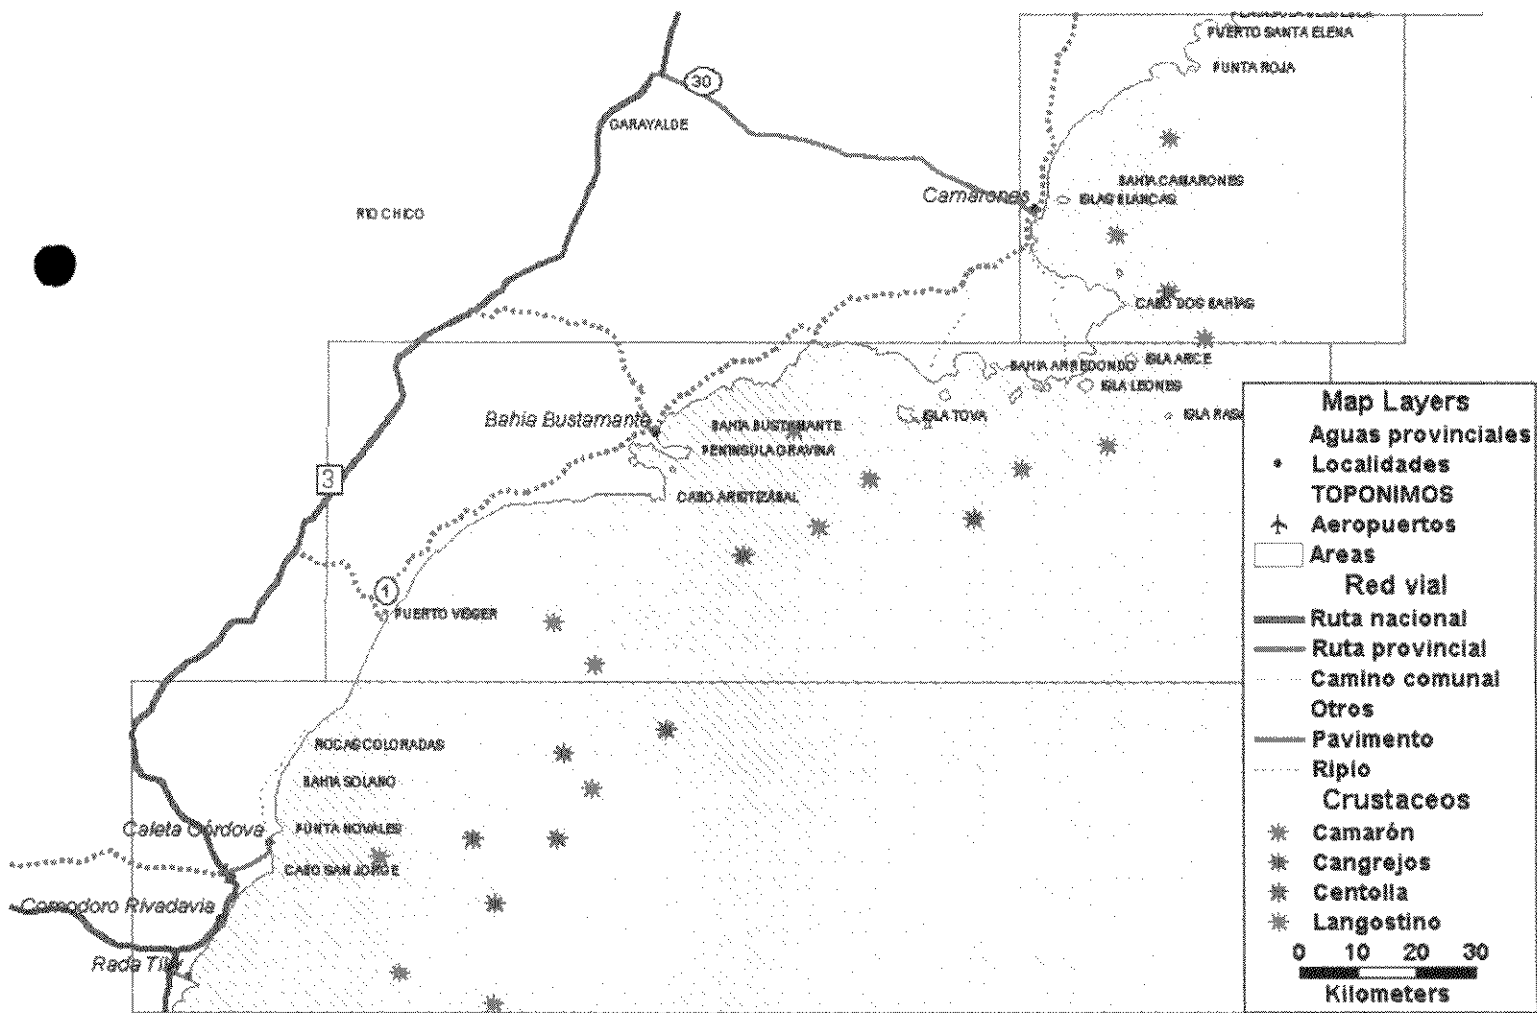 PUERTO SANTA ELENA
PUNTA ROJA
30
GARAYALDE
BAHIA CAMARONES
Camarones
ISLAS BLANCAS
RIO CHICO
CABO DOS BAHIAS
ISLA ARCE
BAHIA ARREDONDO
ISLA LEONES
ISLA TOVA
Bahia Bustamante
BAHIA BUSTAMANTE
PENINSULA GRAVINA
3
CABO ARISTIZABAL
1
PUERTO VISSER
ROCAS COLORADAS
BAHIA SOLANO
Caleta Córdova
PUNTA NOVALES
CABO SAN JORGE
Comodoro Rivadavia
Rada Tilly
Map Layers
Aguas provinciales
Localidades
TOPONIMOS
Aeropuertos
Areas
Red vial
Ruta nacional
Ruta provincial
Camino comunal
Otros
Pavimento
Ripio
Crustaceos
Camarón
Cangrejos
Centolla
Langostino
0 10 20 30
Kilometers